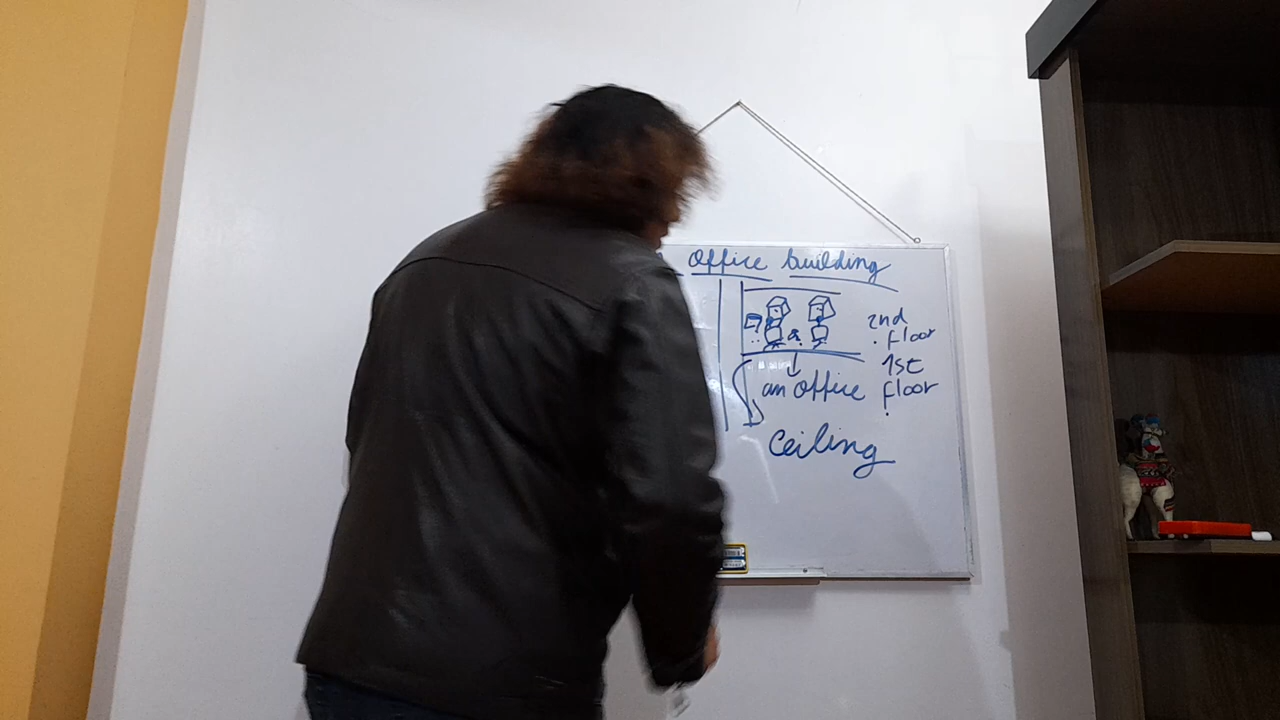 Office building
2nd
floor
1st
an office floor
Ceiling